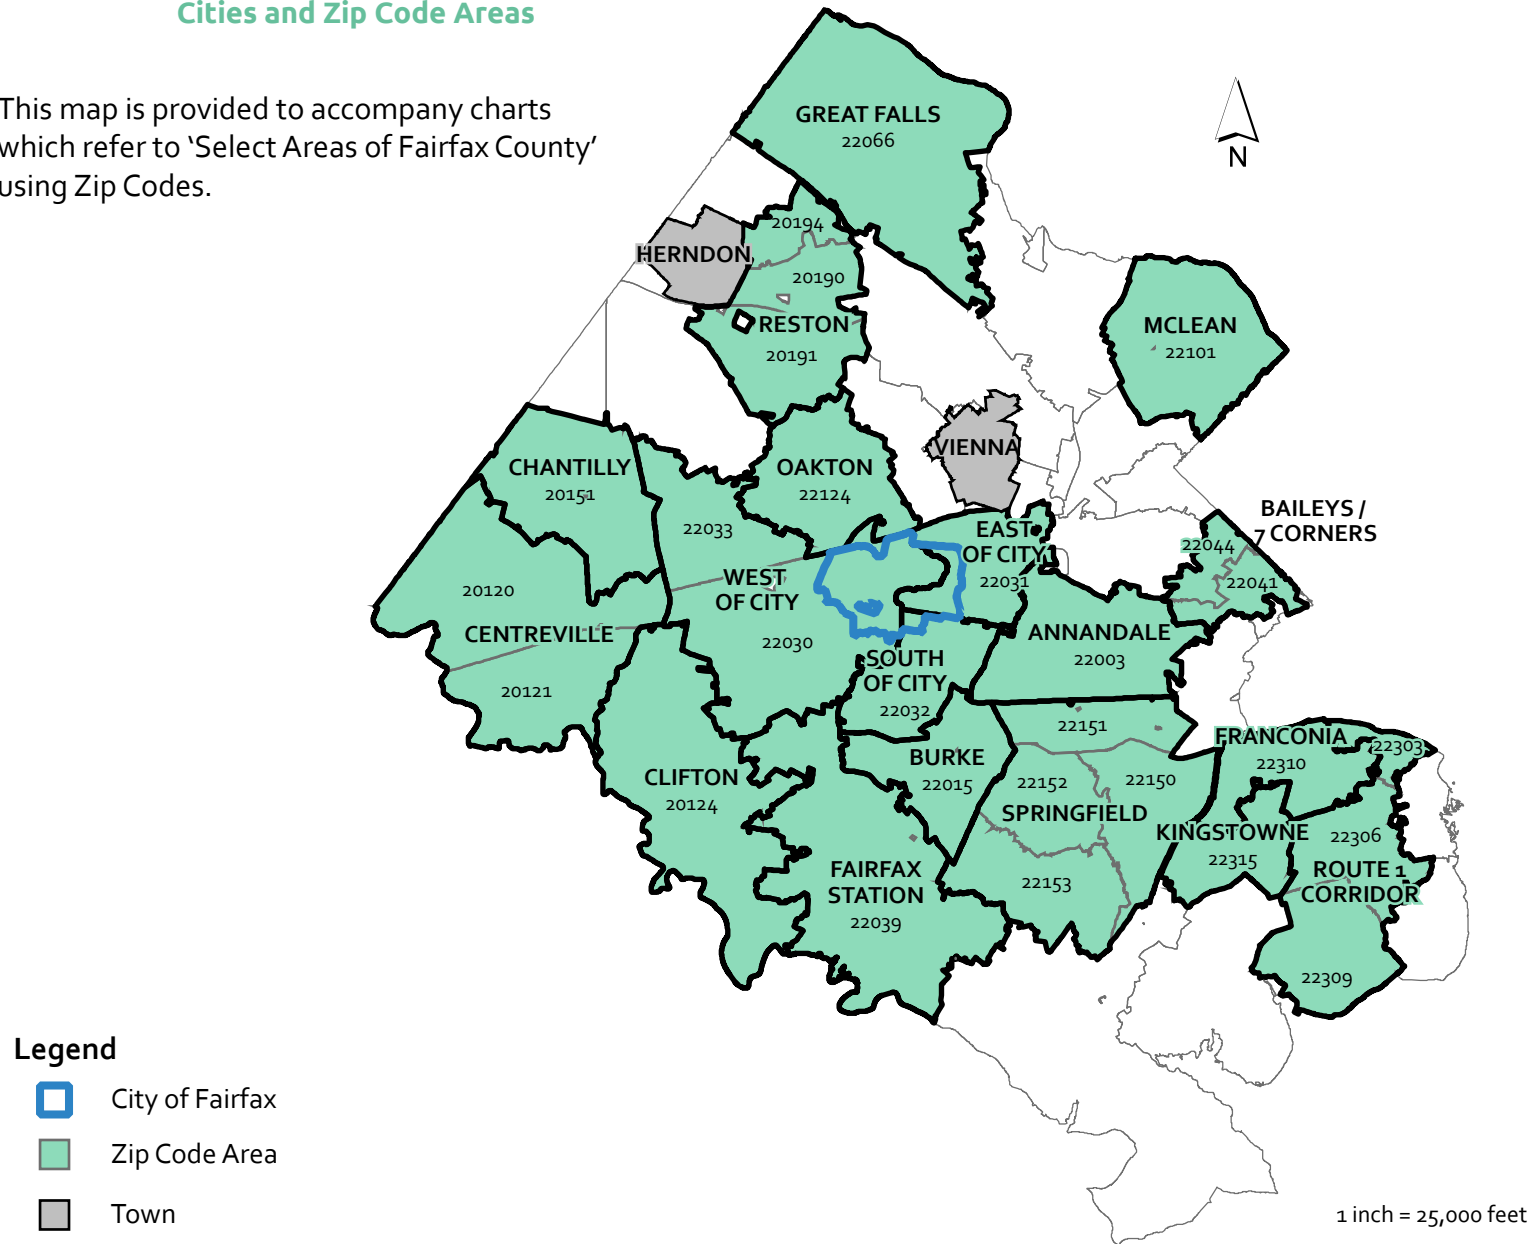 Cities and Zip Code Areas
This map is provided to accompany charts
which refer to ‘Select Areas of Fairfax County’
using Zip Codes.
GREAT FALLS
22066
N
20194
HERNDON
20190
RESTON
20191
MCLEAN
22101
VIENNA
CHANTILLY
20151
OAKTON
22124
22033
EAST
OF CITY
22031
BAILEYS /
7 CORNERS
22044
22041
WEST
OF CITY
22030
20120
CENTREVILLE
20121
ANNANDALE
22003
SOUTH
OF CITY
22032
22151
BURKE
22015
22152
22150
SPRINGFIELD
22153
FRANCONIA
22310
22303
KINGSTOWNE
22315
22306
ROUTE 1
CORRIDOR
22309
CLIFTON
20124
FAIRFAX
STATION
22039
Legend
City of Fairfax
Zip Code Area
Town
1 inch = 25,000 feet